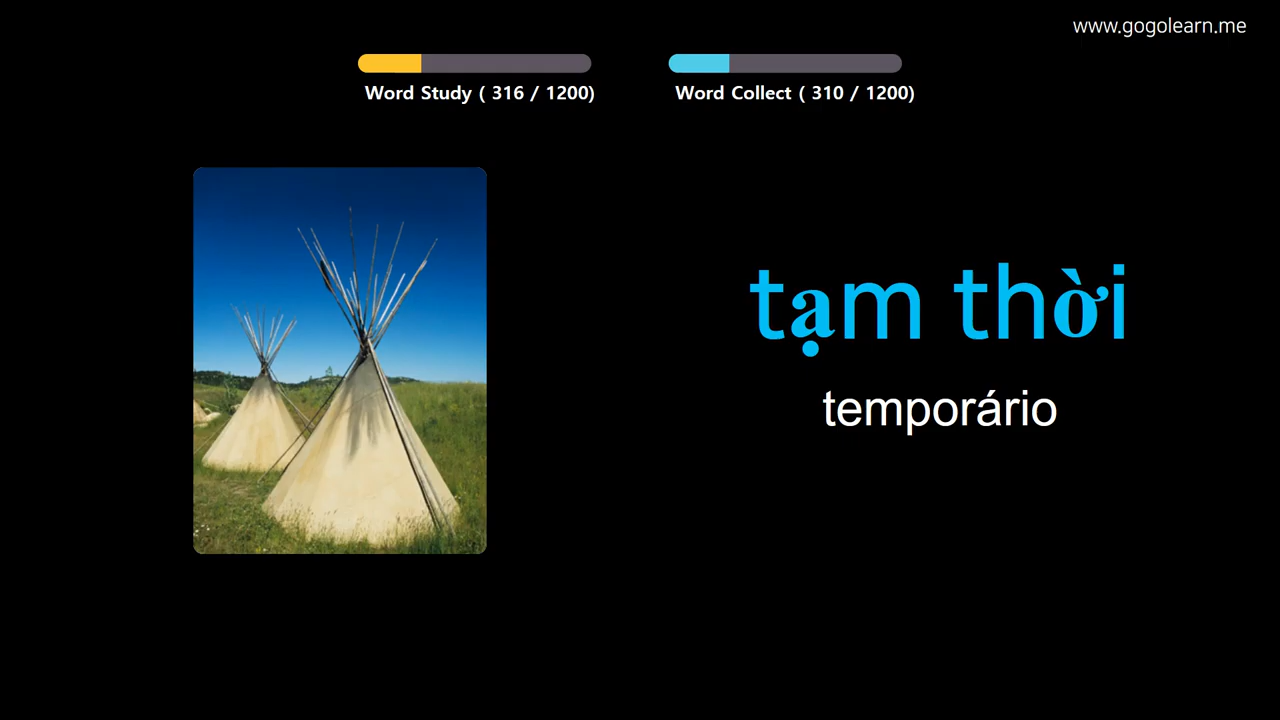 www.gogolearn.me
Word Study ( 316 / 1200)
Word Collect ( 310 / 1200)
tạm thời
temporário